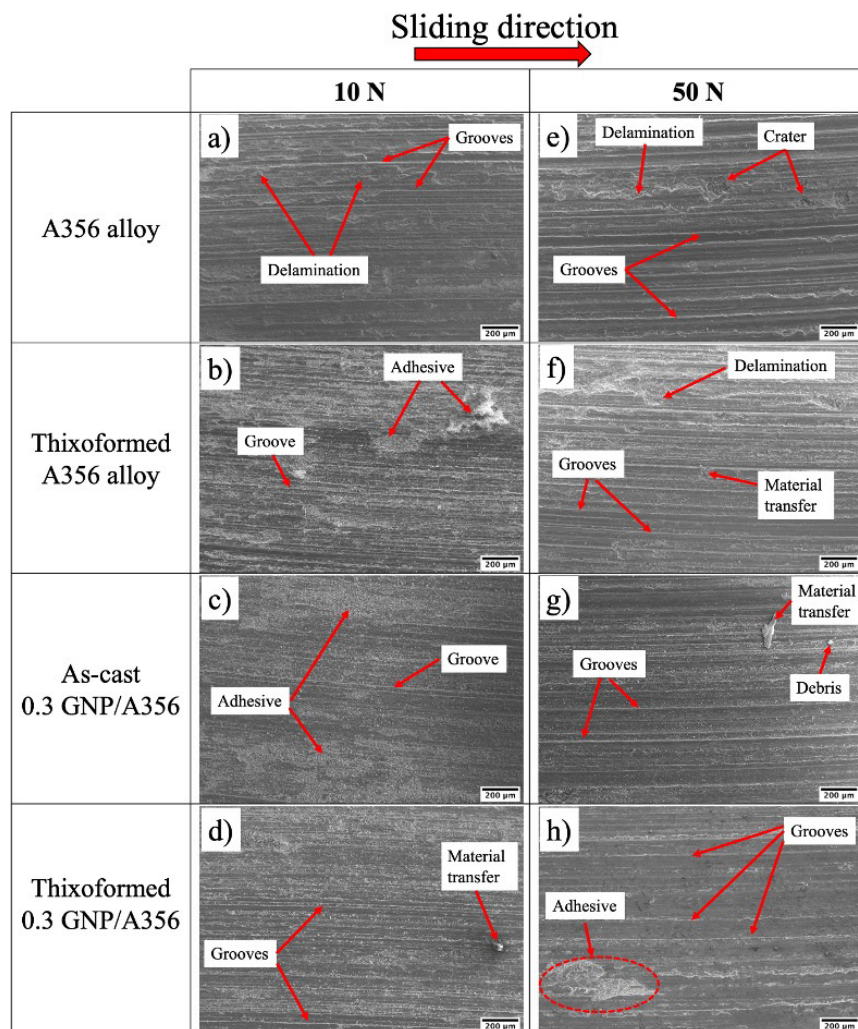 Sliding direction
10 N
50 N
A356 alloy
a)
Grooves
Delamination
200 µm
e)
Delamination
Crater
Grooves
200 µm
Thixoformed
A356 alloy
b)
Adhesive
Groove
200 µm
f)
Delamination
Grooves
Material
transfer
200 µm
As-cast
0.3 GNP/A356
c)
Groove
Adhesive
200 µm
g)
Material
transfer
Grooves
Debris
200 µm
Thixoformed
0.3 GNP/A356
d)
Material
transfer
Grooves
200 µm
h)
Grooves
Adhesive
200 µm